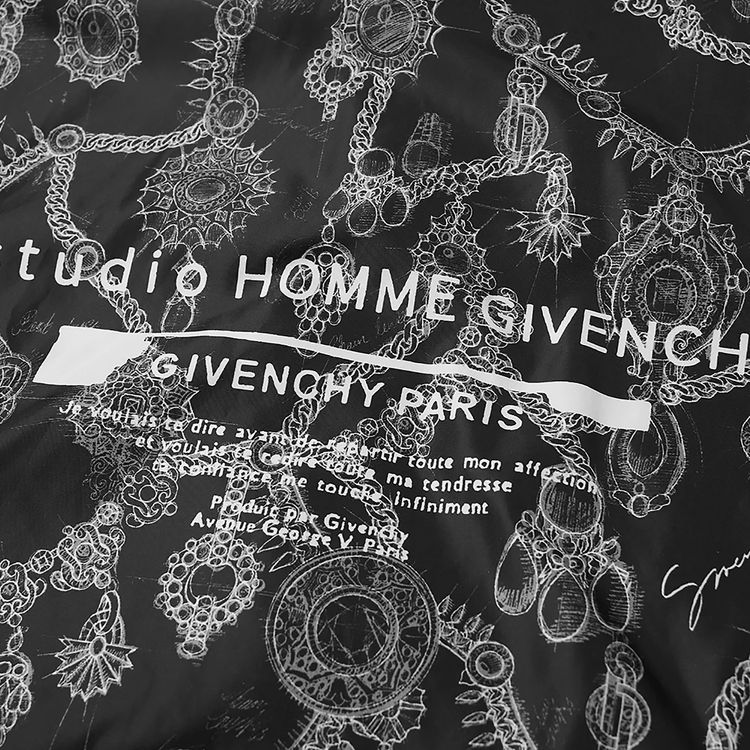 studio HOMME GIVENCH
GIVENCHY PARIS
Je voulais te dire avant de repartir toute mon affection
et voulais te redire toute ma tendresse
ta confiance me touche infiniment
Produit par Givenchy
Avenue George V. Paris